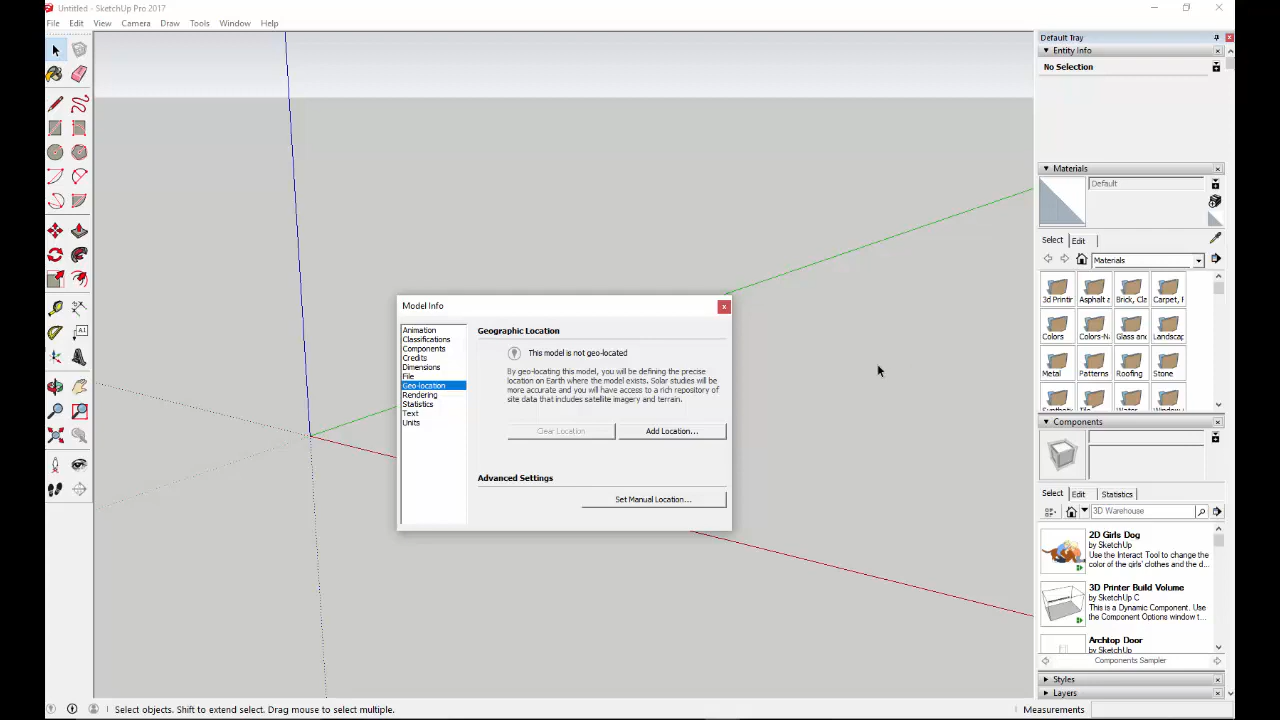 Untitled - SketchUp Pro 2017
File Edit View Camera Draw Tools Window Help
Default Tray
Entity Info
No Selection
Materials
Default
Select Edit
Materials
3d Printin Asphalt a Brick, Cla Carpet, F
Colors Colors-Na Glass and Landscap
Metal Patterns Roofing Stone
Synthetic Tile Water Window
Components
Select Edit Statistics
3D Warehouse
2D Girls Dog
by SketchUp
Use the Interact Tool to change the
color of the girls' clothes and the d...
3D Printer Build Volume
by SketchUp C
This is a Dynamic Component. Use
the Component Options window t...
Archtop Door
by SketchUp
Components Sampler
Styles
Layers
Model Info
Animation
Classifications
Components
Credits
Dimensions
File
Geo-location
Rendering
Statistics
Text
Units
Geographic Location
This model is not geo-located
By geo-locating this model, you will be defining the precise
location on Earth where the model exists. Solar studies will be
more accurate and you will have access to a rich repository of
site data that includes satellite imagery and terrain.
Clear Location
Add Location...
Advanced Settings
Set Manual Location...
A1
Select objects. Shift to extend select. Drag mouse to select multiple.
Measurements